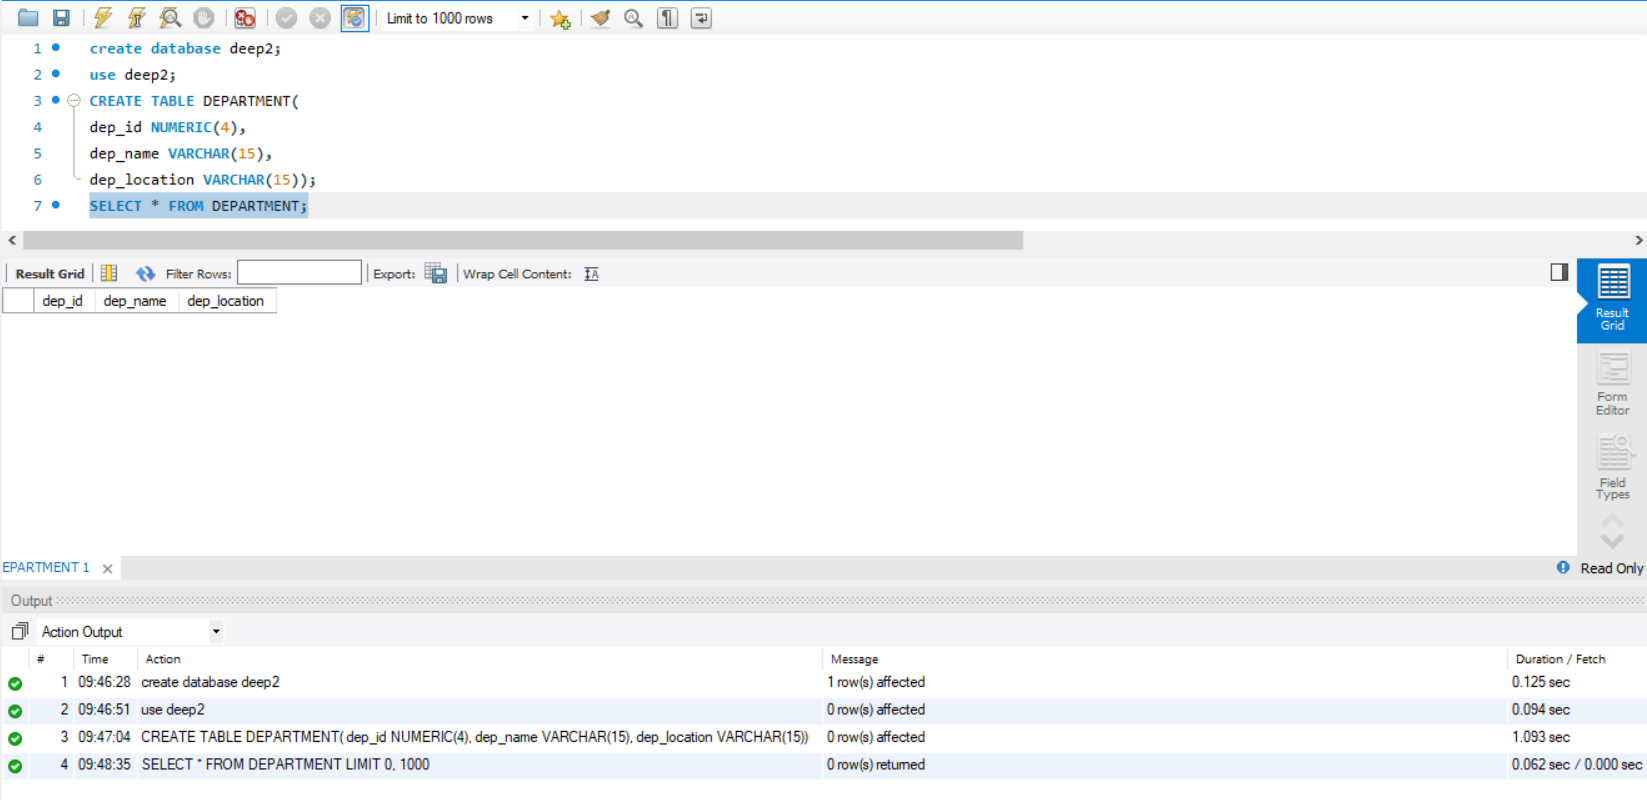 Limit to 1000 rows
1 create database deep2;
2 use deep2;
3 CREATE TABLE DEPARTMENT(
4 dep_id NUMERIC(4),
5 dep_name VARCHAR(15),
6 dep_location VARCHAR(15));
7 SELECT * FROM DEPARTMENT;
Result Grid Filter Rows: Export: Wrap Cell Content:
dep_id dep_name dep_location
Result
Grid
Form
Editor
Field
Types
EPARTMENT 1 Read Only
Output
Action Output
# Time Action Message Duration / Fetch
1 09:46:28 create database deep2 1 row(s) affected 0.125 sec
2 09:46:51 use deep2 0 row(s) affected 0.094 sec
3 09:47:04 CREATE TABLE DEPARTMENT( dep_id NUMERIC(4), dep_name VARCHAR(15), dep_location VARCHAR(15)) 0 row(s) affected 1.093 sec
4 09:48:35 SELECT * FROM DEPARTMENT LIMIT 0, 1000 0 row(s) returned 0.062 sec / 0.000 sec